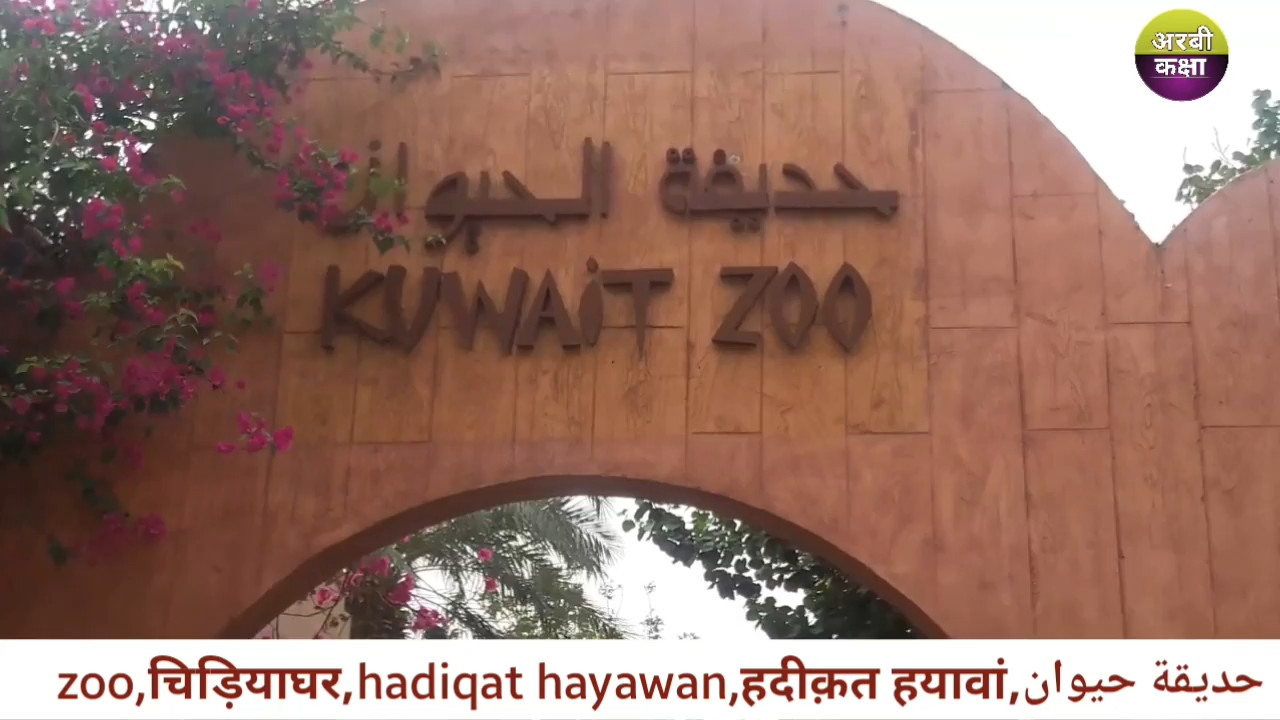 अरबी
कक्षा
حديقة الحيوان
KUWAiT ZOO
zoo,चिड़ियाघर,hadiqat hayawan,हदीक़त हयावां,حديقة حيوان